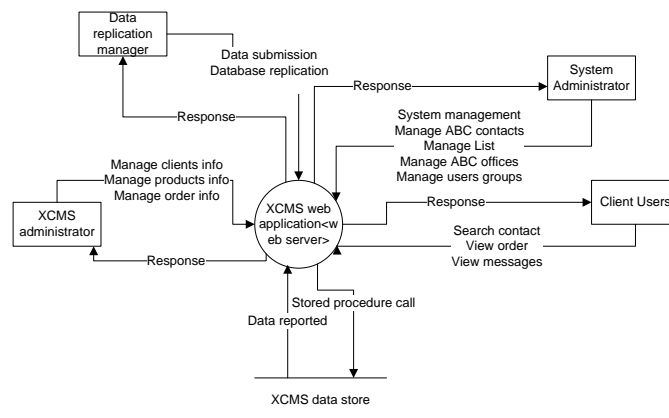 Data
replication
manager
Data submission
Database replication
Response
Response
System
Administrator
System management
Manage ABC contacts
Manage List
Manage ABC offices
Manage users groups
Manage clients info
Manage products info
Manage order info
XCMS
administrator
Response
XCMS web
application<w
eb server>
Response
Client Users
Search contact
View order
View messages
Stored procedure call
Data reported
XCMS data store